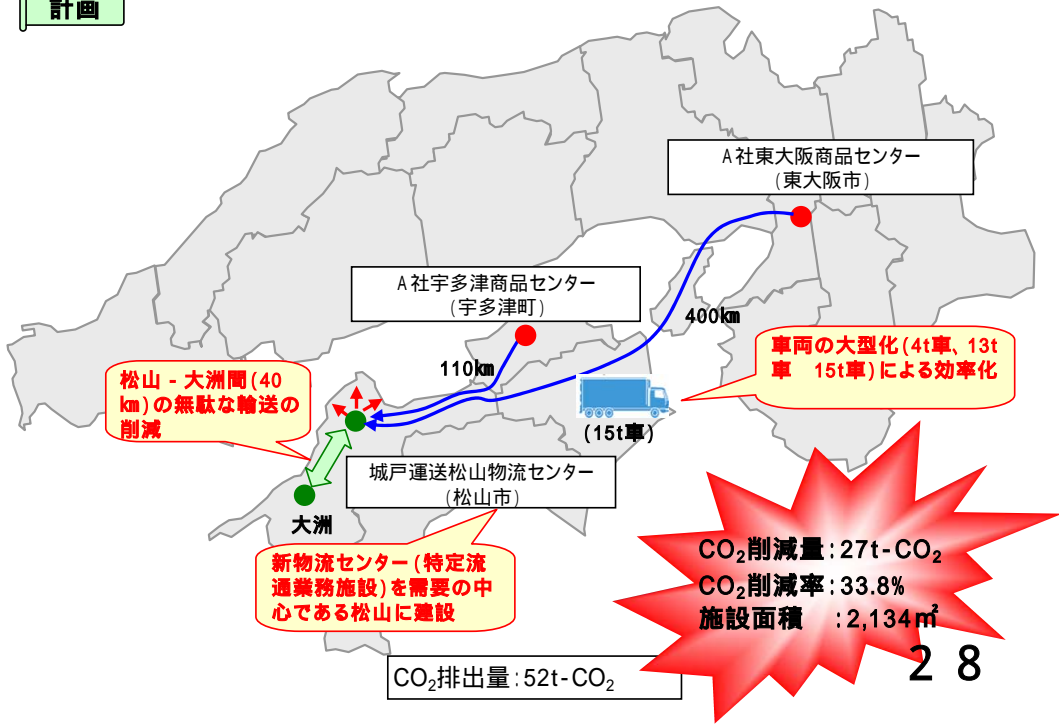 計画
A社東大阪商品センター
(東大阪市)
A社宇多津商品センター
(宇多津町)
400km
110km
車両の大型化(4t車、13t
車　15t車)による効率化
松山‐大洲間(40
km)の無駄な輸送の
削減
(15t車)
城戸運送松山物流センター
(松山市)
大洲
新物流センター(特定流
通業務施設)を需要の中
心である松山に建設
CO₂削減量:27t-CO₂
CO₂削減率:33.8%
施設面積　:2,134㎡
２８
CO₂排出量:52t-CO₂